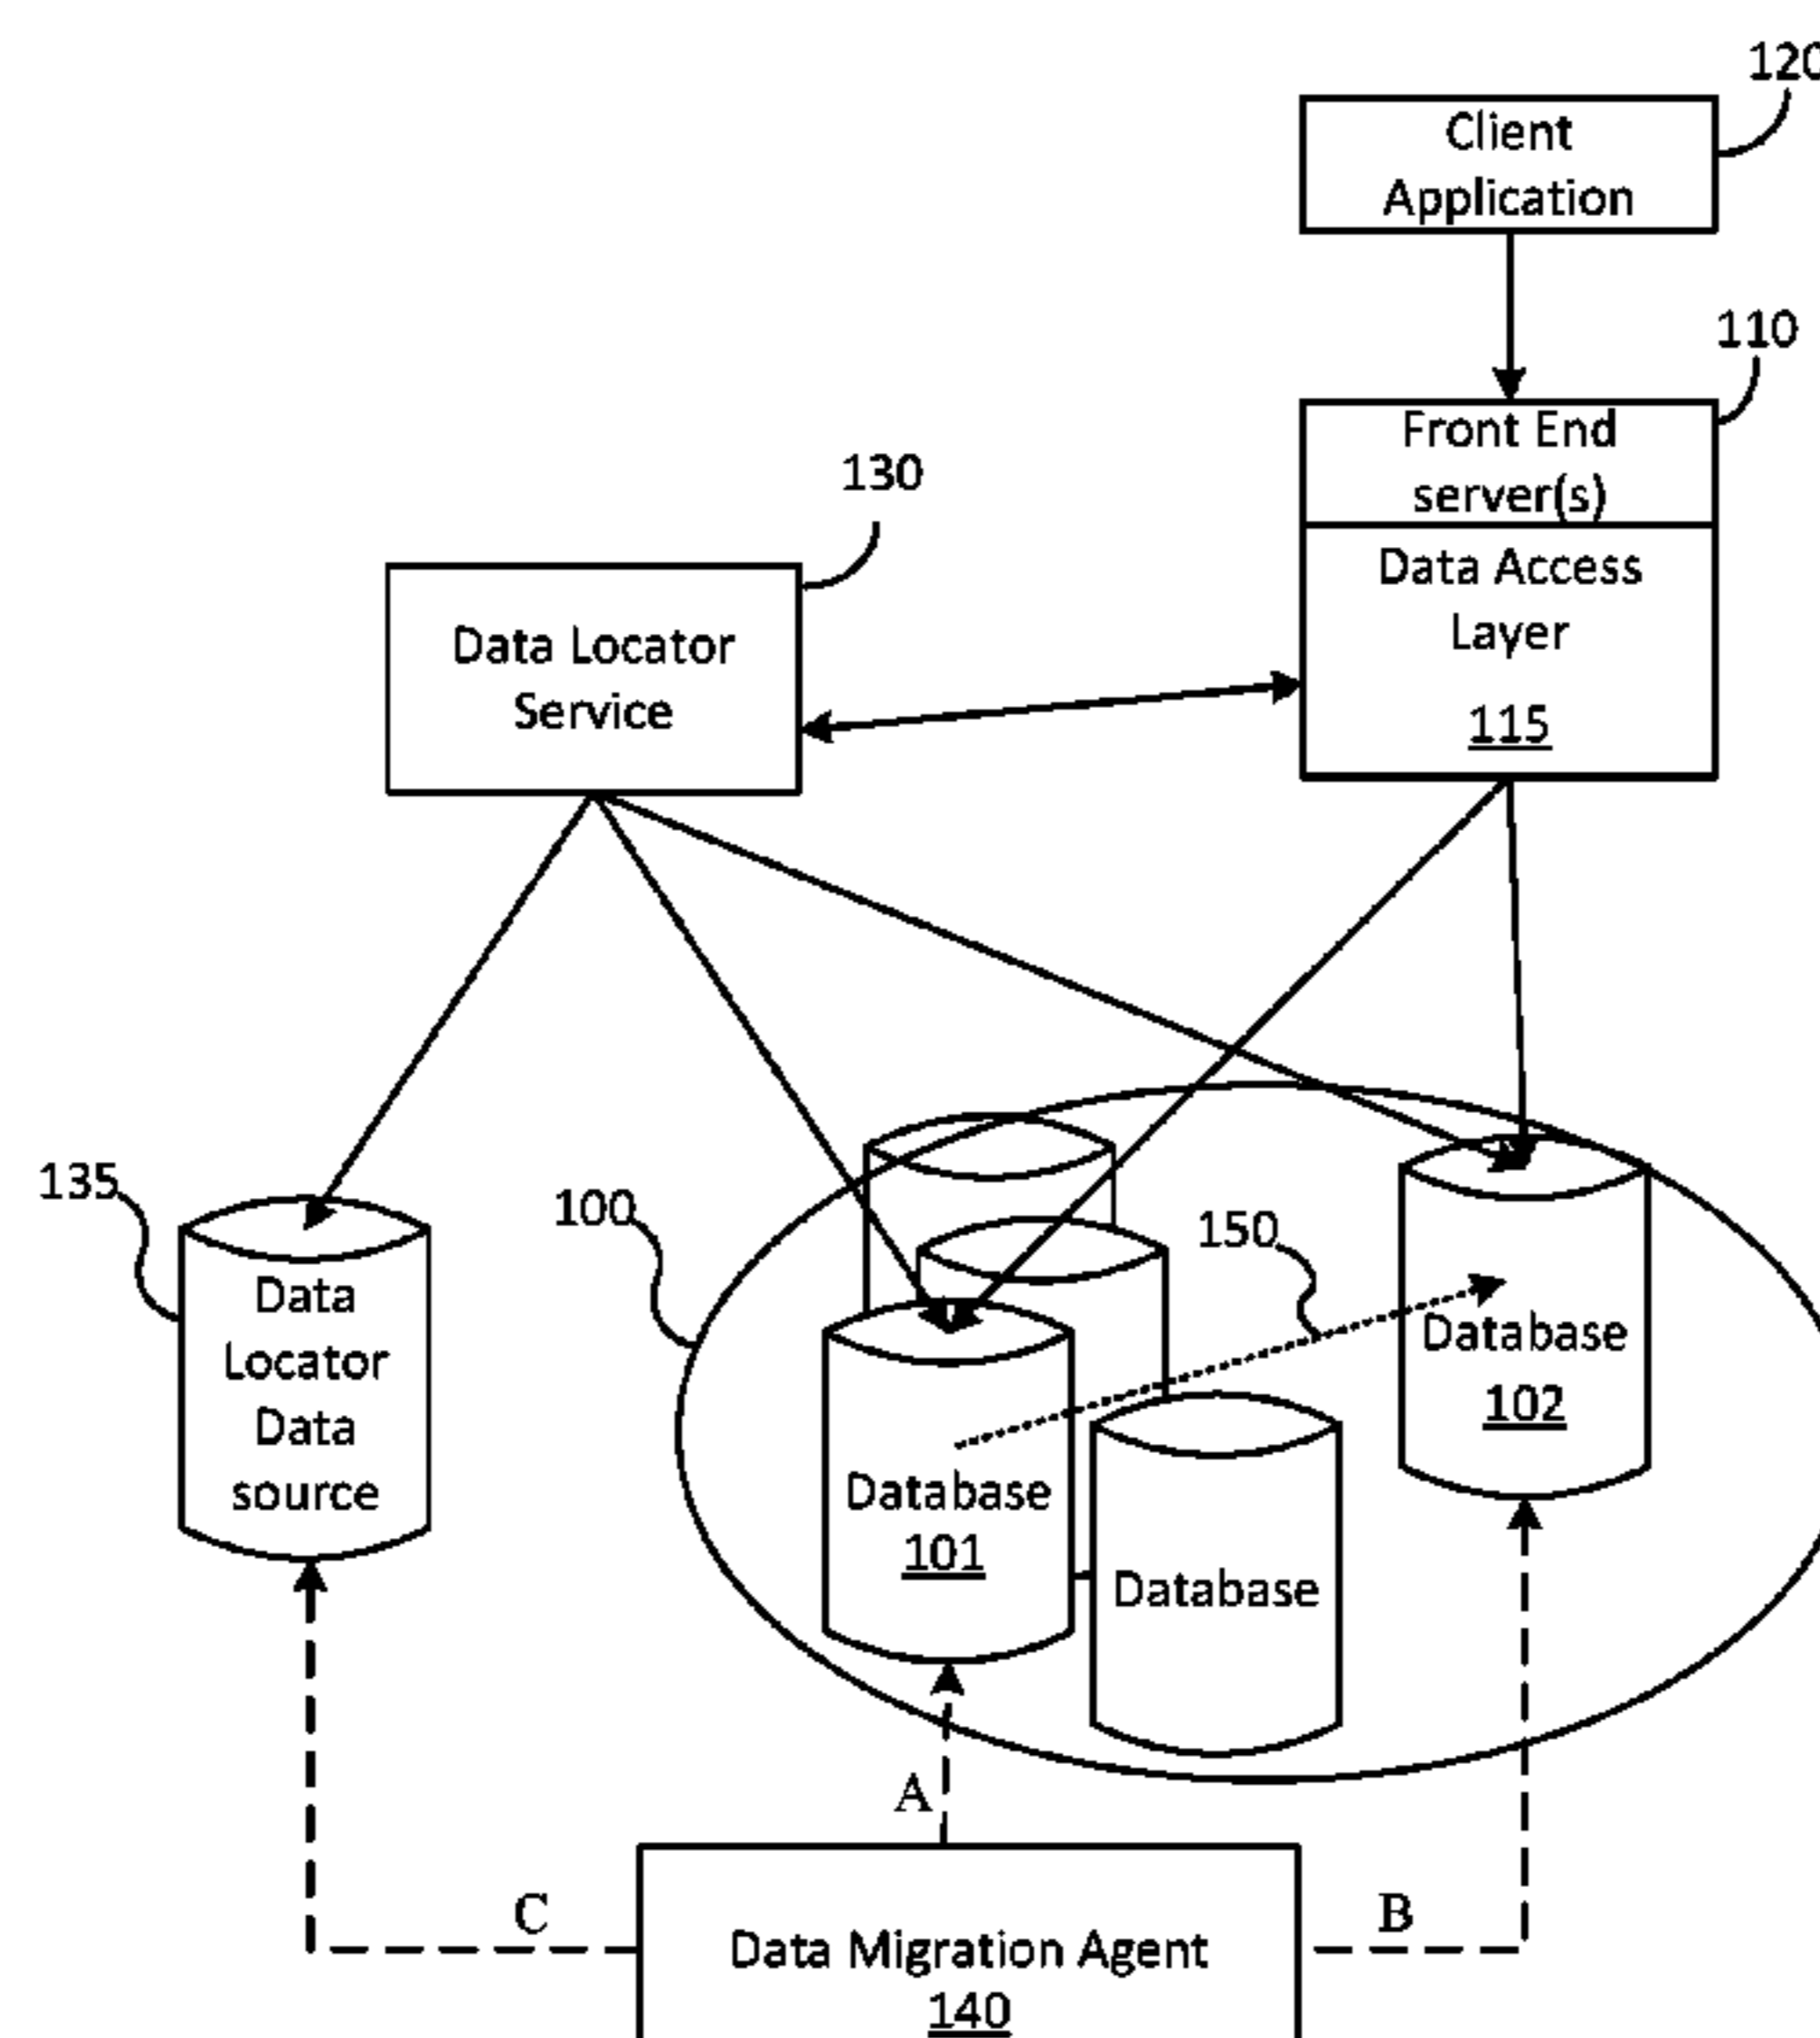 120
Client
Application
110
Front End
server(s)
130
Data Access
Layer
115
Data Locator
Service
135
100
150
Data
Locator
Data
source
Database
102
Database
101
Database
A
C
B
Data Migration Agent
140